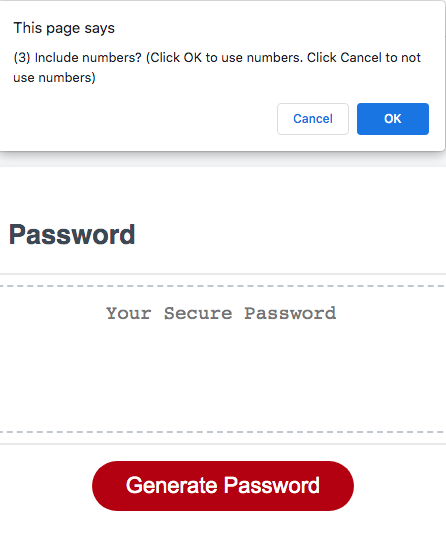 This page says
(3) Include numbers? (Click OK to use numbers. Click Cancel to not
use numbers)
Cancel
OK
Password
Your Secure Password
Generate Password